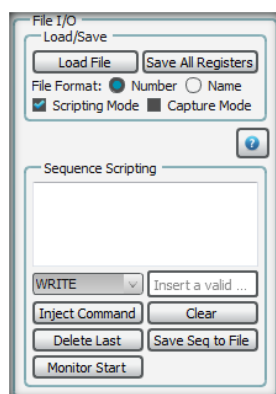 File I/O
Load/Save
Load File Save All Registers
File Format: Number Name
Scripting Mode Capture Mode
?
Sequence Scripting
WRITE Insert a valid ...
Inject Command Clear
Delete Last Save Seq to File
Monitor Start